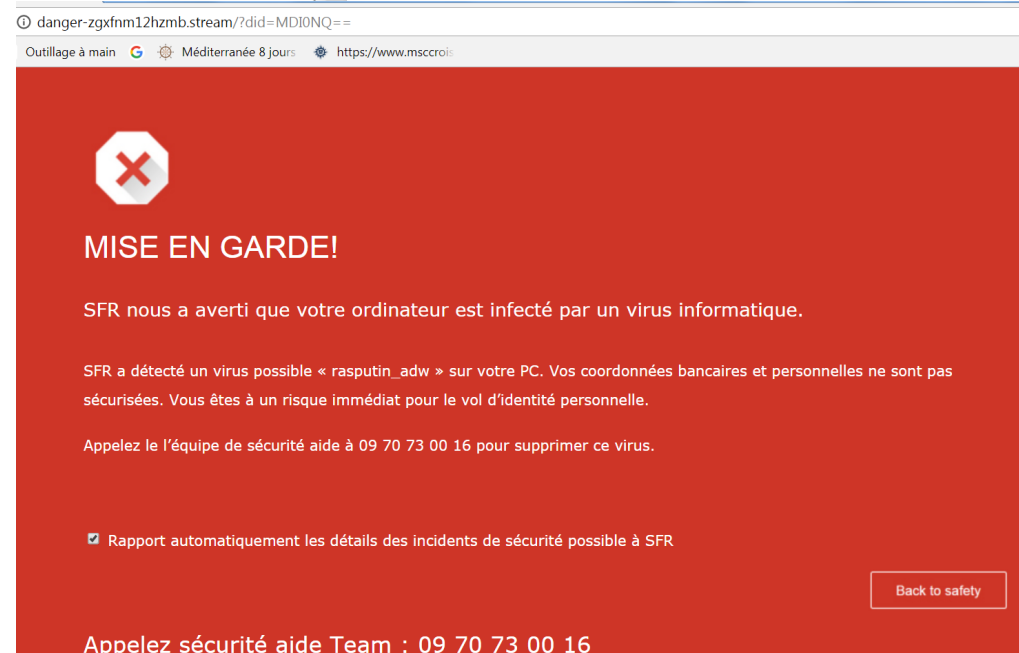 danger-zgxfnm12hzmb.stream/?did=MDI0NQ==
Outillage à main G Méditerranée 8 jours https://www.msccrois
MISE EN GARDE!
SFR nous a averti que votre ordinateur est infecté par un virus informatique.
SFR a détecté un virus possible « rasputin_adw » sur votre PC. Vos coordonnées bancaires et personnelles ne sont pas
sécurisées. Vous êtes à un risque immédiat pour le vol d’identité personnelle.
Appelez le l’équipe de sécurité aide à 09 70 73 00 16 pour supprimer ce virus.
Rapport automatiquement les détails des incidents de sécurité possible à SFR
Back to safety
Appelez sécurité aide Team : 09 70 73 00 16